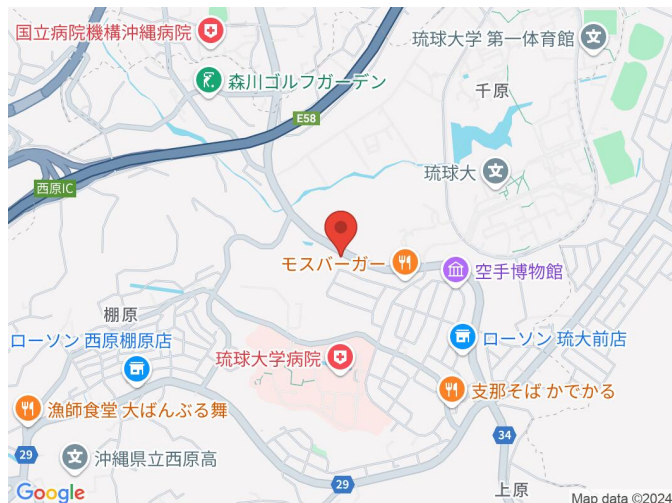 国立病院機構沖縄病院
琉球大学 第一体育館
森川ゴルフガーデン
千原
E58
西原IC
琉球大
モスバーガー
空手博物館
棚原
ローソン 西原棚原店
ローソン 琉大前店
琉球大学病院
支那そば かでかる
漁師食堂 大ばんぶる舞
34
29
沖縄県立西原高
29
上原
Google
Map data ©2024